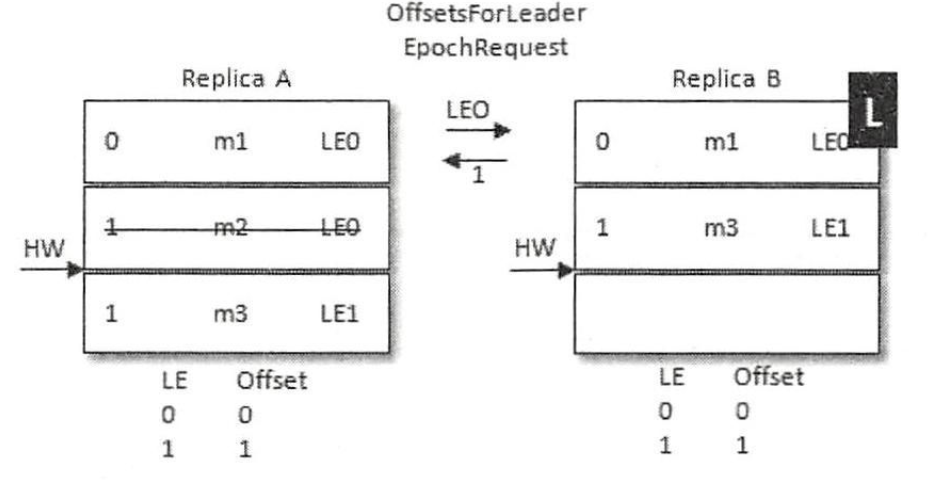 OffsetsForLeader
EpochRequest
Replica A
0 m1 LE0
1 m2 LE0
HW
1 m3 LE1
LE Offset
0 0
1 1
LEO
1
Replica B
L
0 m1 LE0
1 m3 LE1
HW
LE Offset
0 0
1 1